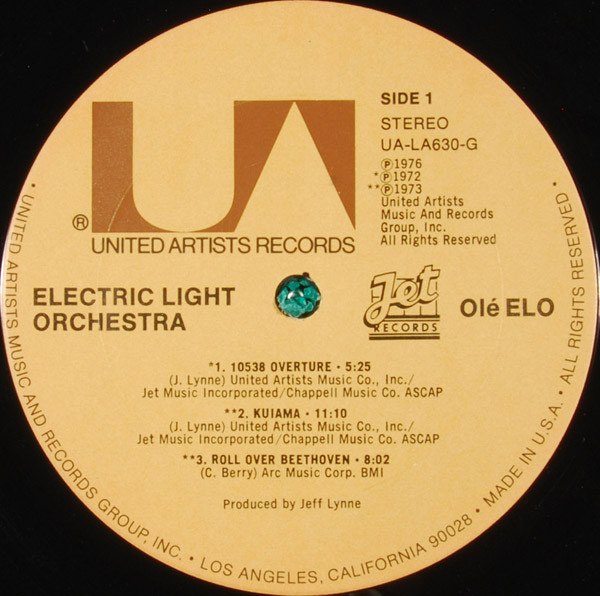 SIDE 1
STEREO
UA-LA630-G
Ⓟ1976
*Ⓟ1972
**Ⓟ1973
United Artists
Music And Records
Group, Inc.
All Rights Reserved
UA
®
UNITED ARTISTS RECORDS
ELECTRIC LIGHT
ORCHESTRA
Jet
RECORDS
Olé ELO
*1. 10538 OVERTURE • 5:25
(J. Lynne) United Artists Music Co., Inc./
Jet Music Incorporated/Chappell Music Co. ASCAP
**2. KUIAMA • 11:10
(J. Lynne) United Artists Music Co., Inc./
Jet Music Incorporated/Chappell Music Co. ASCAP
**3. ROLL OVER BEETHOVEN • 8:02
(C. Berry) Arc Music Corp. BMI
Produced by Jeff Lynne
• UNITED ARTISTS MUSIC AND RECORDS GROUP, INC. • LOS ANGELES, CALIFORNIA 90028 • MADE IN U.S.A. • ALL RIGHTS RESERVED •